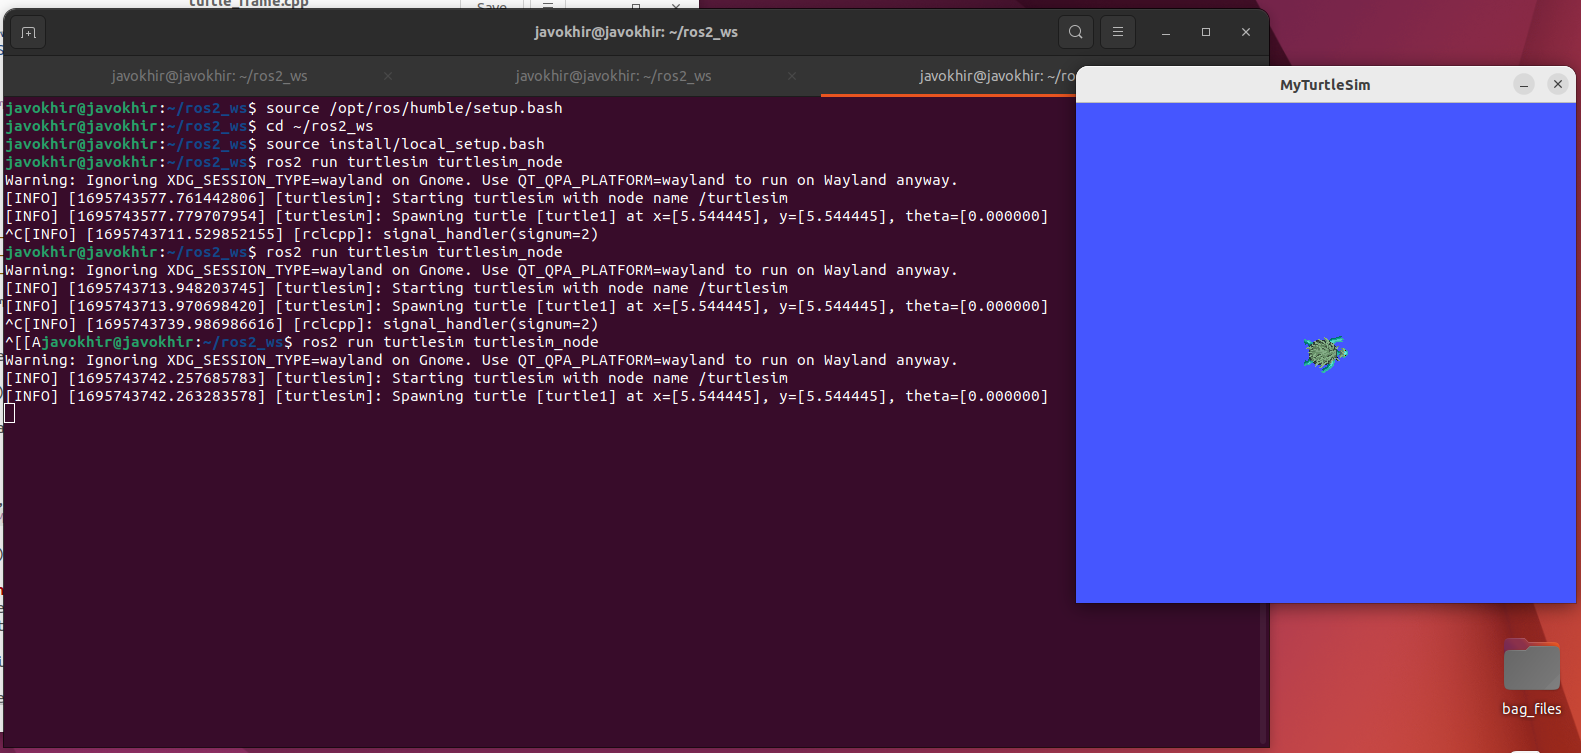 turtle_frame.cpp
Save
javokhir@javokhir: ~/ros2_ws
javokhir@javokhir: ~/ros2_ws
javokhir@javokhir: ~/ros2_ws
javokhir@javokhir: ~/ro
MyTurtleSim
javokhir@javokhir:~/ros2_ws$ source /opt/ros/humble/setup.bash
javokhir@javokhir:~/ros2_ws$ cd ~/ros2_ws
javokhir@javokhir:~/ros2_ws$ source install/local_setup.bash
javokhir@javokhir:~/ros2_ws$ ros2 run turtlesim turtlesim_node
Warning: Ignoring XDG_SESSION_TYPE=wayland on Gnome. Use QT_QPA_PLATFORM=wayland to run on Wayland anyway.
[INFO] [1695743577.761442806] [turtlesim]: Starting turtlesim with node name /turtlesim
[INFO] [1695743577.779707954] [turtlesim]: Spawning turtle [turtle1] at x=[5.544445], y=[5.544445], theta=[0.000000]
^C[INFO] [1695743711.529852155] [rclcpp]: signal_handler(signum=2)
javokhir@javokhir:~/ros2_ws$ ros2 run turtlesim turtlesim_node
Warning: Ignoring XDG_SESSION_TYPE=wayland on Gnome. Use QT_QPA_PLATFORM=wayland to run on Wayland anyway.
[INFO] [1695743713.948203745] [turtlesim]: Starting turtlesim with node name /turtlesim
[INFO] [1695743713.970698420] [turtlesim]: Spawning turtle [turtle1] at x=[5.544445], y=[5.544445], theta=[0.000000]
^C[INFO] [1695743739.986986616] [rclcpp]: signal_handler(signum=2)
^[[Ajavokhir@javokhir:~/ros2_ws$ ros2 run turtlesim turtlesim_node
Warning: Ignoring XDG_SESSION_TYPE=wayland on Gnome. Use QT_QPA_PLATFORM=wayland to run on Wayland anyway.
[INFO] [1695743742.257685783] [turtlesim]: Starting turtlesim with node name /turtlesim
[INFO] [1695743742.263283578] [turtlesim]: Spawning turtle [turtle1] at x=[5.544445], y=[5.544445], theta=[0.000000]
bag_files